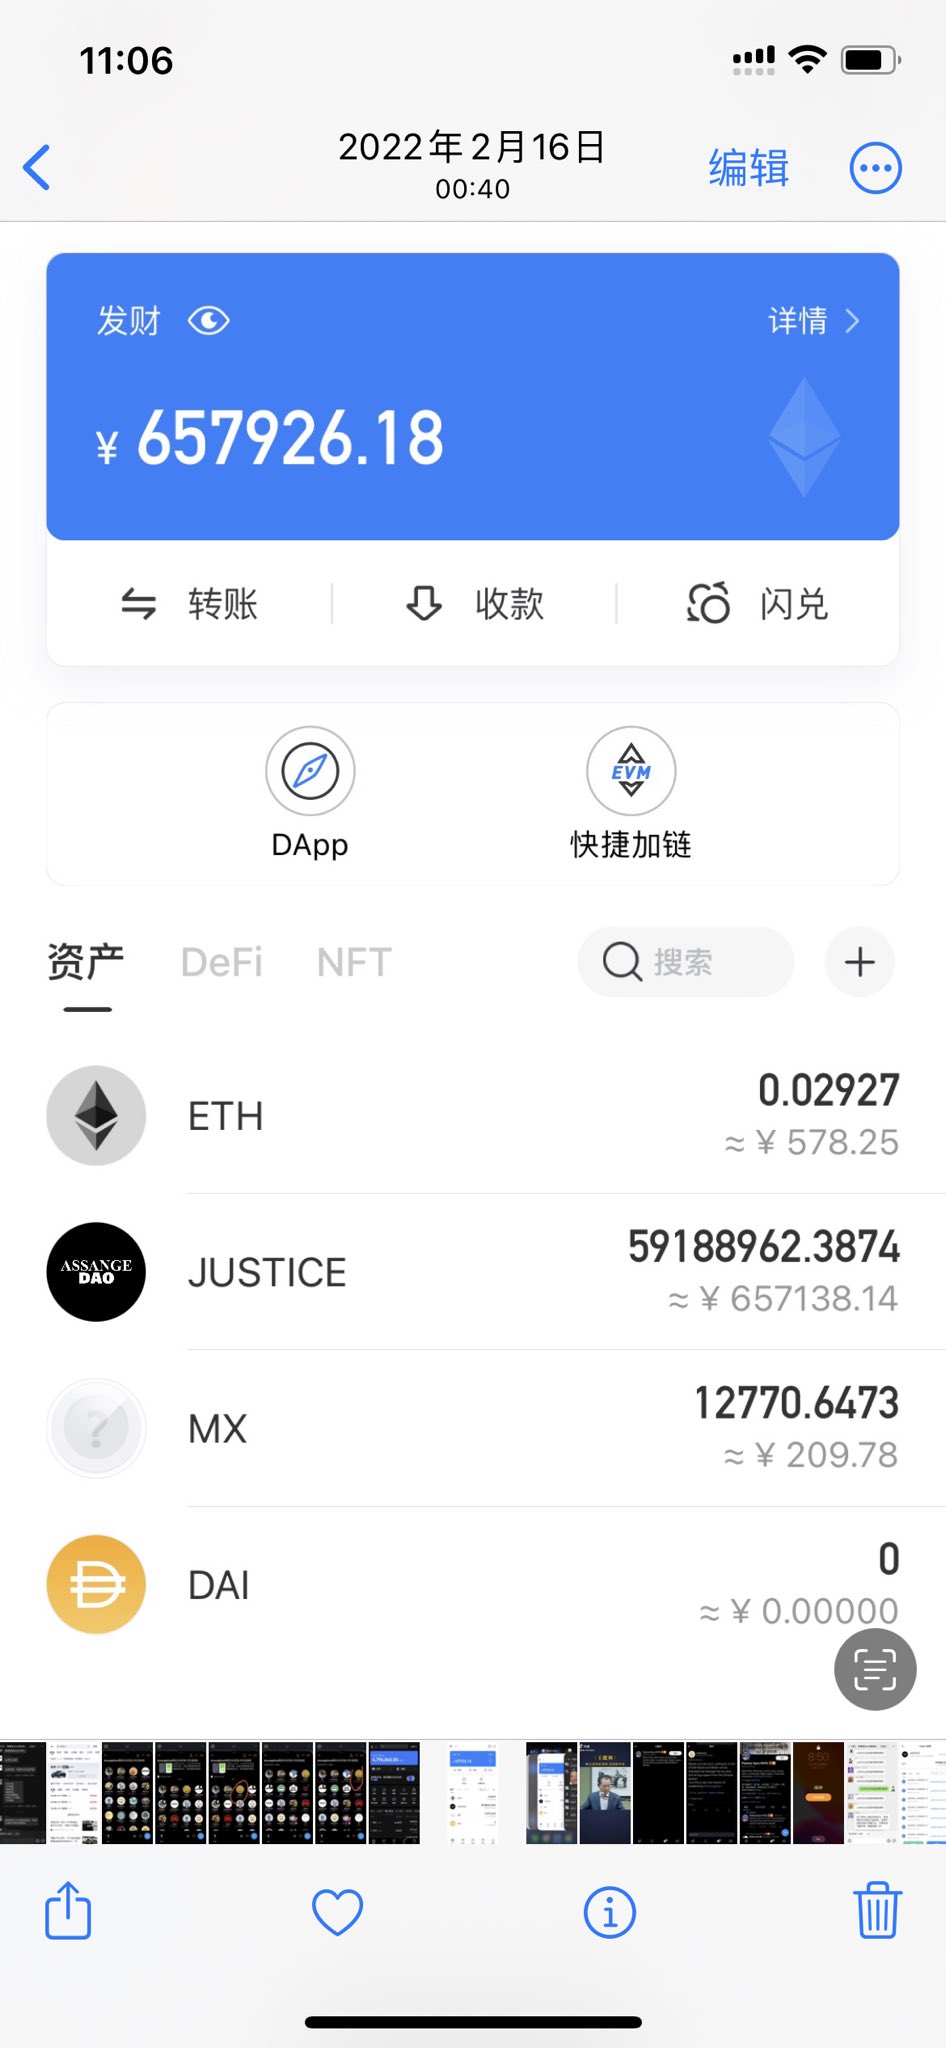 11:06
2022年2月16日
00:40
编辑
发财
详情
¥ 657926.18
转账
收款
闪兑
EVM
DApp
快捷加链
资产
DeFi
NFT
搜索
ETH
0.02927
≈ ¥ 578.25
ASSANGE
DAO
JUSTICE
59188962.3874
≈ ¥ 657138.14
?
MX
12770.6473
≈ ¥ 209.78
DAI
0
≈ ¥ 0.00000
8:50